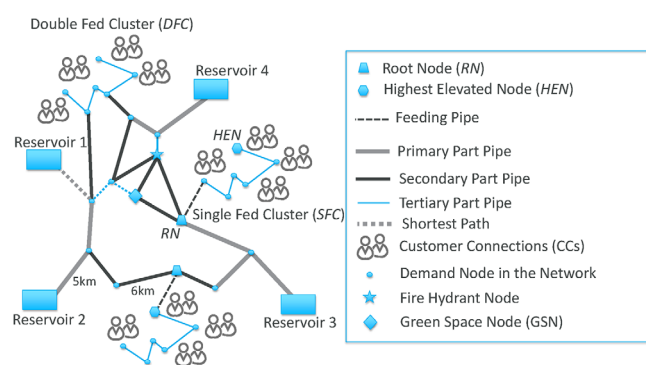 Double Fed Cluster (DFC)
Reservoir 4
Reservoir 1
HEN
Single Fed Cluster (SFC)
RN
5km
6km
Reservoir 2
Reservoir 3
Root Node (RN)
Highest Elevated Node (HEN)
Feeding Pipe
Primary Part Pipe
Secondary Part Pipe
Tertiary Part Pipe
Shortest Path
Customer Connections (CCs)
Demand Node in the Network
Fire Hydrant Node
Green Space Node (GSN)